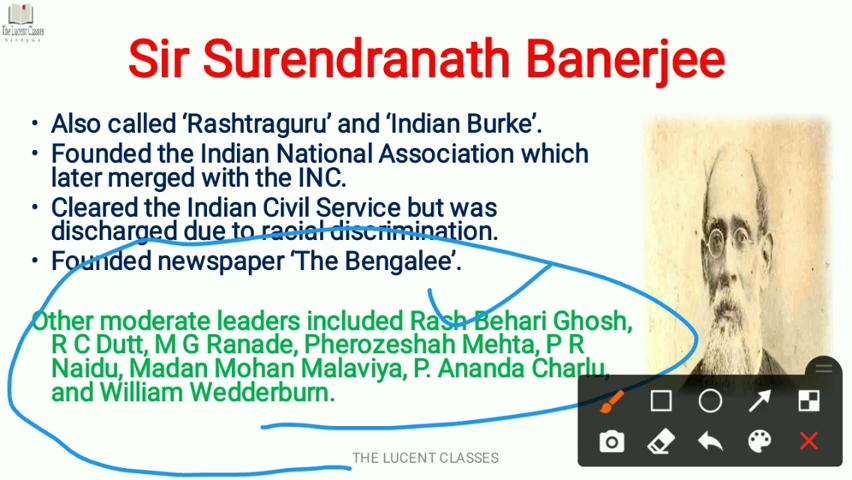 The Lucent Classes
Sir Surendranath Banerjee
• Also called ‘Rashtraguru’ and ‘Indian Burke’.
• Founded the Indian National Association which
later merged with the INC.
• Cleared the Indian Civil Service but was
discharged due to racial discrimination.
• Founded newspaper ‘The Bengalee’.
Other moderate leaders included Rash Behari Ghosh,
R C Dutt, M G Ranade, Pherozeshah Mehta, P R
Naidu, Madan Mohan Malaviya, P. Ananda Charlu,
and William Wedderburn.
THE LUCENT CLASSES